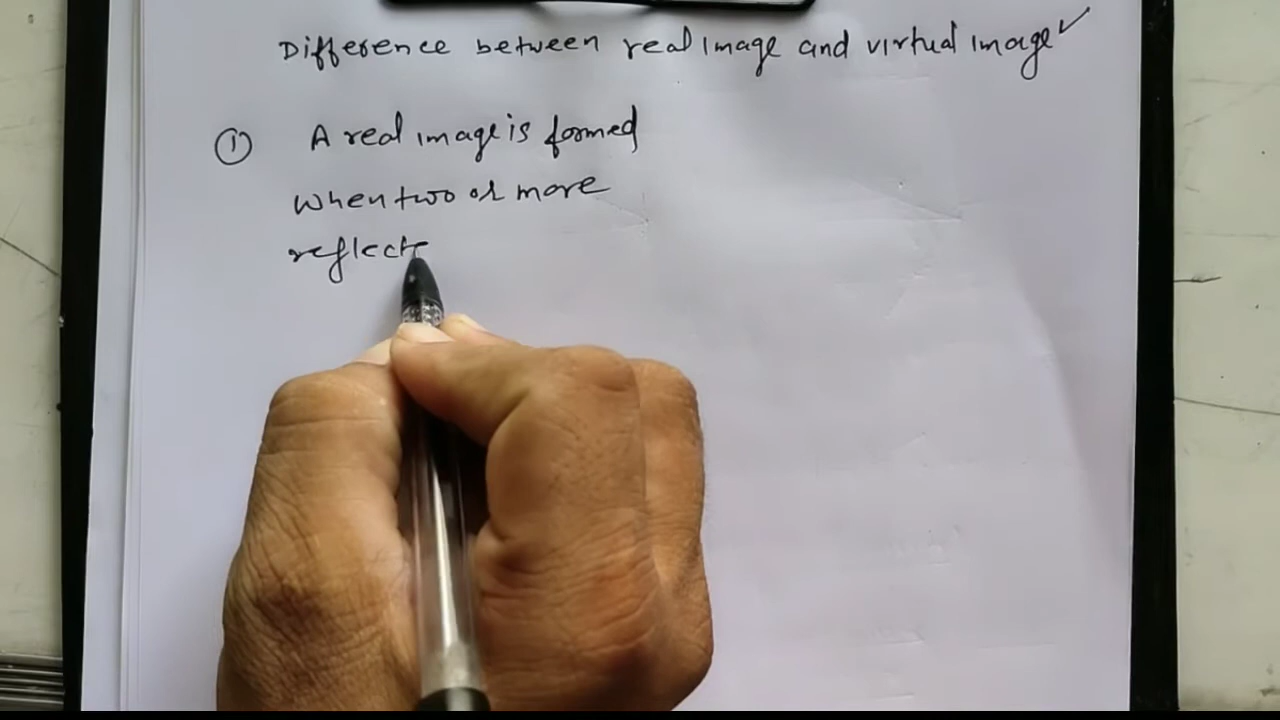 Difference between real image and virtual image
① A real image is formed
when two or more
reflect